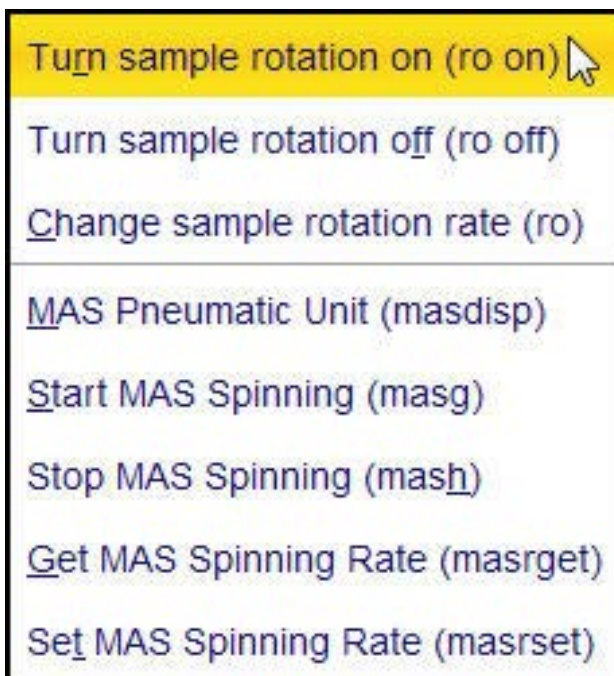 Turn sample rotation on (ro on)
Turn sample rotation off (ro off)
Change sample rotation rate (ro)
MAS Pneumatic Unit (masdisp)
Start MAS Spinning (masg)
Stop MAS Spinning (mash)
Get MAS Spinning Rate (masrget)
Set MAS Spinning Rate (masrset)